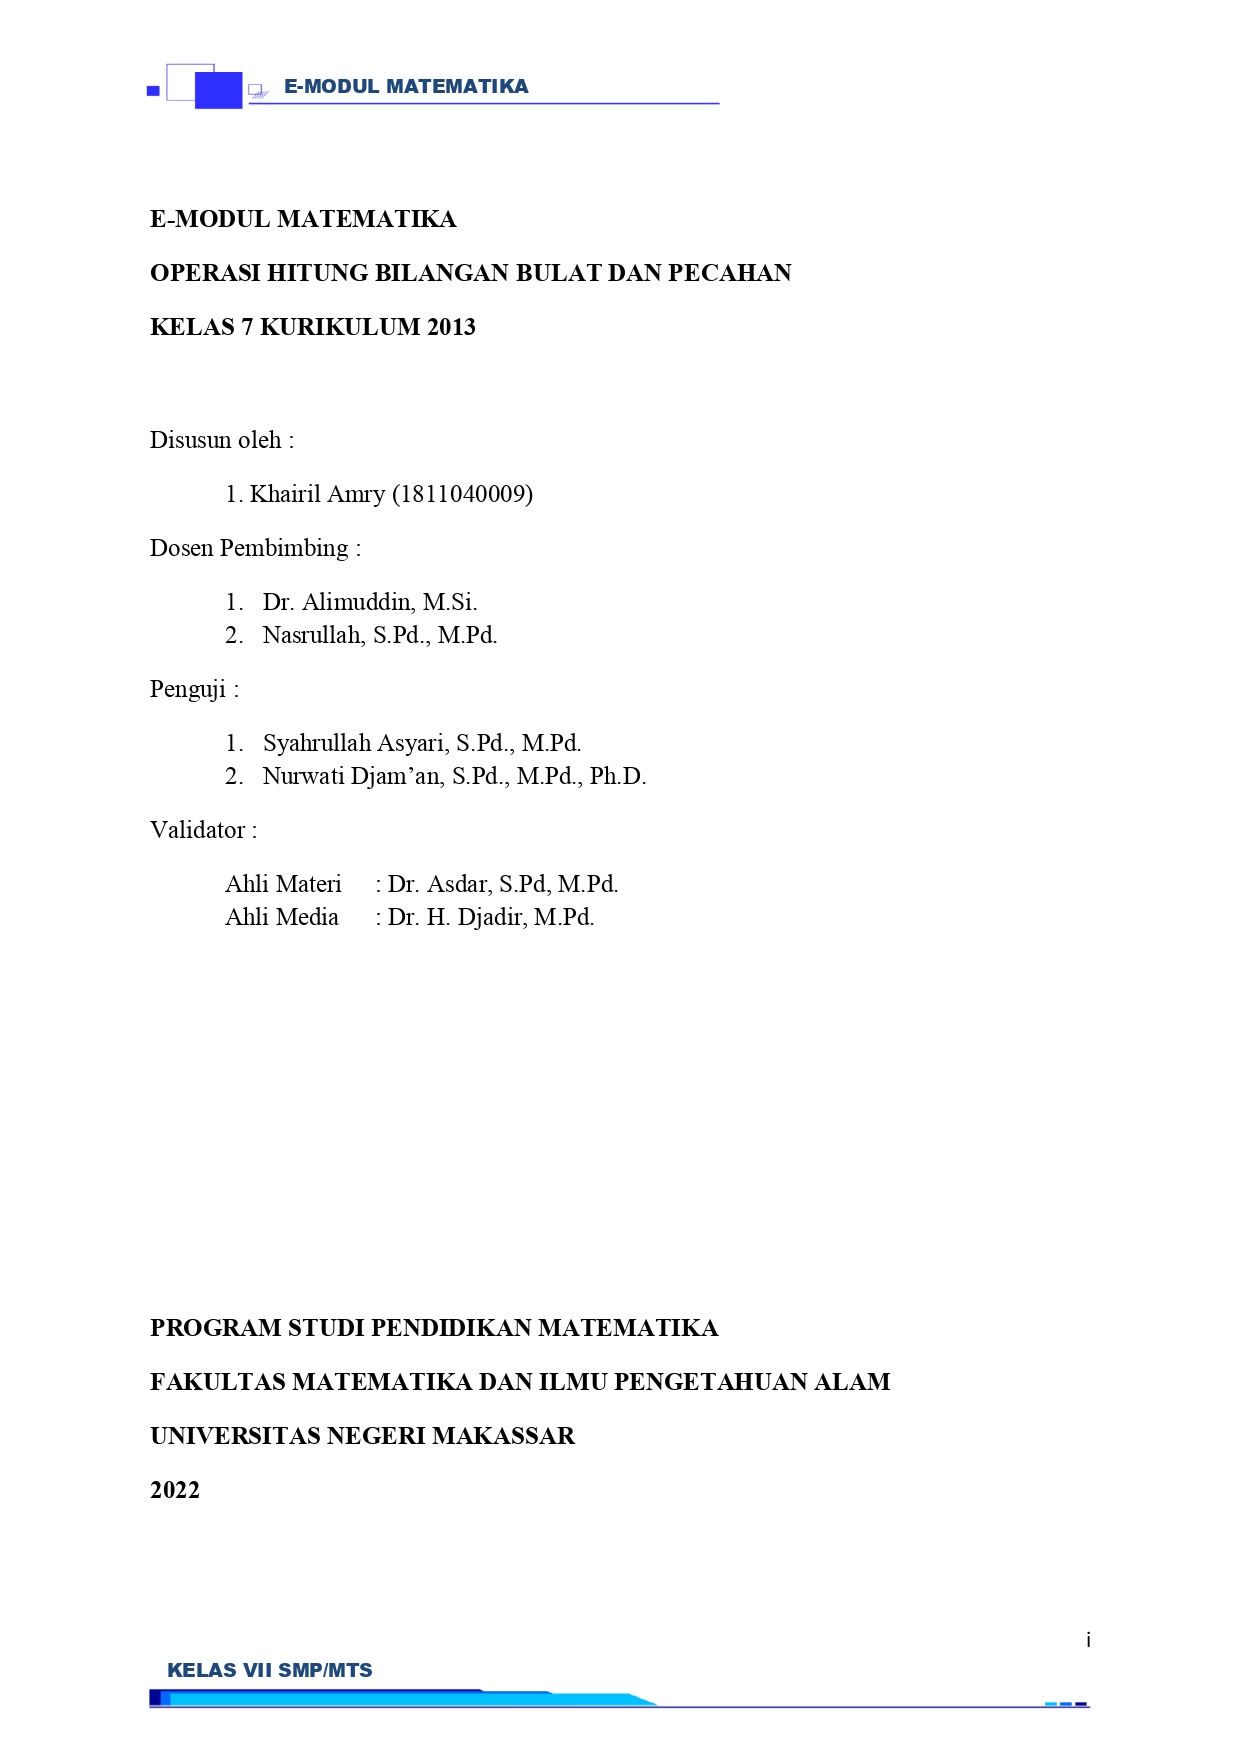 E-MODUL MATEMATIKA
E-MODUL MATEMATIKA
OPERASI HITUNG BILANGAN BULAT DAN PECAHAN
KELAS 7 KURIKULUM 2013
Disusun oleh :
1. Khairil Amry (1811040009)
Dosen Pembimbing :
1. Dr. Alimuddin, M.Si.
2. Nasrullah, S.Pd., M.Pd.
Penguji :
1. Syahrullah Asyari, S.Pd., M.Pd.
2. Nurwati Djam’an, S.Pd., M.Pd., Ph.D.
Validator :
Ahli Materi : Dr. Asdar, S.Pd, M.Pd.
Ahli Media : Dr. H. Djadir, M.Pd.
PROGRAM STUDI PENDIDIKAN MATEMATIKA
FAKULTAS MATEMATIKA DAN ILMU PENGETAHUAN ALAM
UNIVERSITAS NEGERI MAKASSAR
2022
i
KELAS VII SMP/MTS